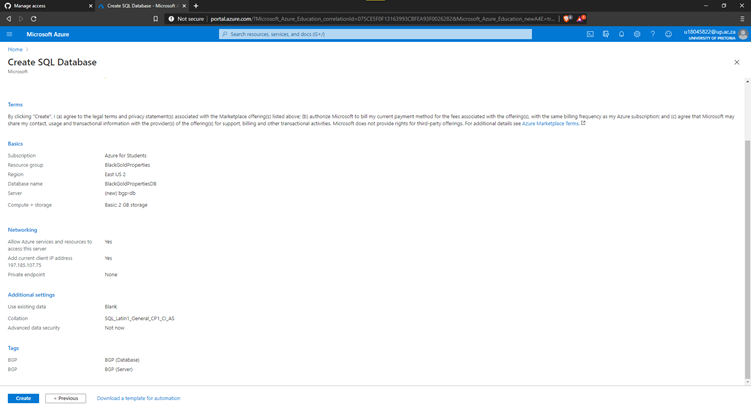 Manage access
Create SQL Database - Microsoft A
Not secure
portal.azure.com/?Microsoft_Azure_Education_correlationId=075CE5F0F13163993CBFEA93F0026282&Microsoft_Azure_Education_newA4E=tr...
Microsoft Azure
Search resources, services, and docs (G+/)
u18045822@up.ac.za
UNIVERSITY OF PRETORIA
Home
Create SQL Database
Microsoft
Terms
By clicking "Create", I (a) agree to the legal terms and privacy statement(s) associated with the Marketplace offering(s) listed above; (b) authorize Microsoft to bill my current payment method for the fees associated with the offering(s), with the same billing frequency as my Azure subscription; and (c) agree that Microsoft may
share my contact, usage and transactional information with the provider(s) of the offering(s) for support, billing and other transactional activities. Microsoft does not provide rights for third-party offerings. For additional details see Azure Marketplace Terms.
Basics
Subscription Azure for Students
Resource group BlackGoldProperties
Region East US 2
Database name BlackGoldPropertiesDB
Server (new) bgp-db
Compute + storage Basic: 2 GB storage
Networking
Allow Azure services and resources to Yes
access this server
Add current client IP address Yes
197.185.107.75
Private endpoint None
Additional settings
Use existing data Blank
Collation SQL_Latin1_General_CP1_CI_AS
Advanced data security Not now
Tags
BGP BGP (Database)
BGP BGP (Server)
Create
< Previous
Download a template for automation